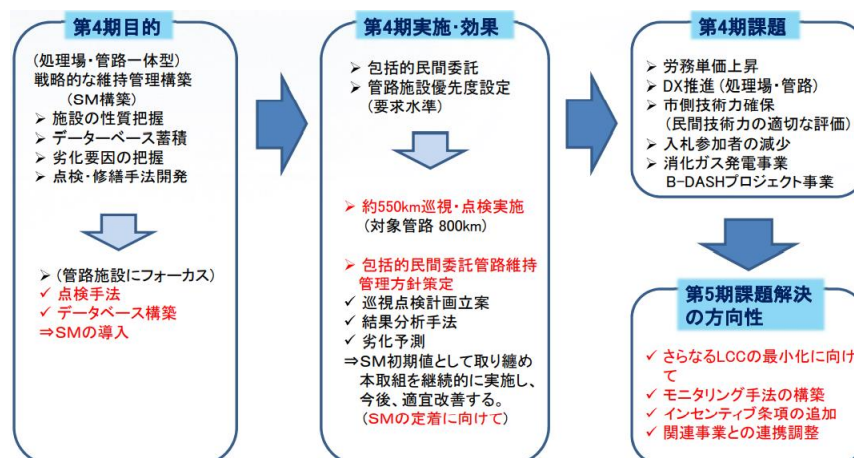 第4期目的
(処理場・管路一体型)
戦略的な維持管理構築
(SM構築)
➢ 施設の性質把握
➢ データーベース蓄積
➢ 劣化要因の把握
➢ 点検・修繕手法開発
➢ (管路施設にフォーカス)
✓ 点検手法
✓ データベース構築
⇒SMの導入
第4期実施・効果
➢ 包括的民間委託
➢ 管路施設優先度設定
(要求水準)
➢ 約550km巡視・点検実施
(対象管路 800km)
➢ 包括的民間委託管路維持
管理方針策定
✓ 巡視点検計画立案
✓ 結果分析手法
✓ 劣化予測
⇒SM初期値として取り纏め
本取組を継続的に実施し、
今後、適宜改善する。
(SMの定着に向けて)
第4期課題
➢ 労務単価上昇
➢ DX推進(処理場・管路)
➢ 市側技術力確保
(民間技術力の適切な評価)
➢ 入札参加者の減少
➢ 消化ガス発電事業
B-DASHプロジェクト事業
第5期課題解決
の方向性
✓ さらなるLCCの最小化に向け
て
✓ モニタリング手法の構築
✓ インセンティブ条項の追加
✓ 関連事業との連携調整